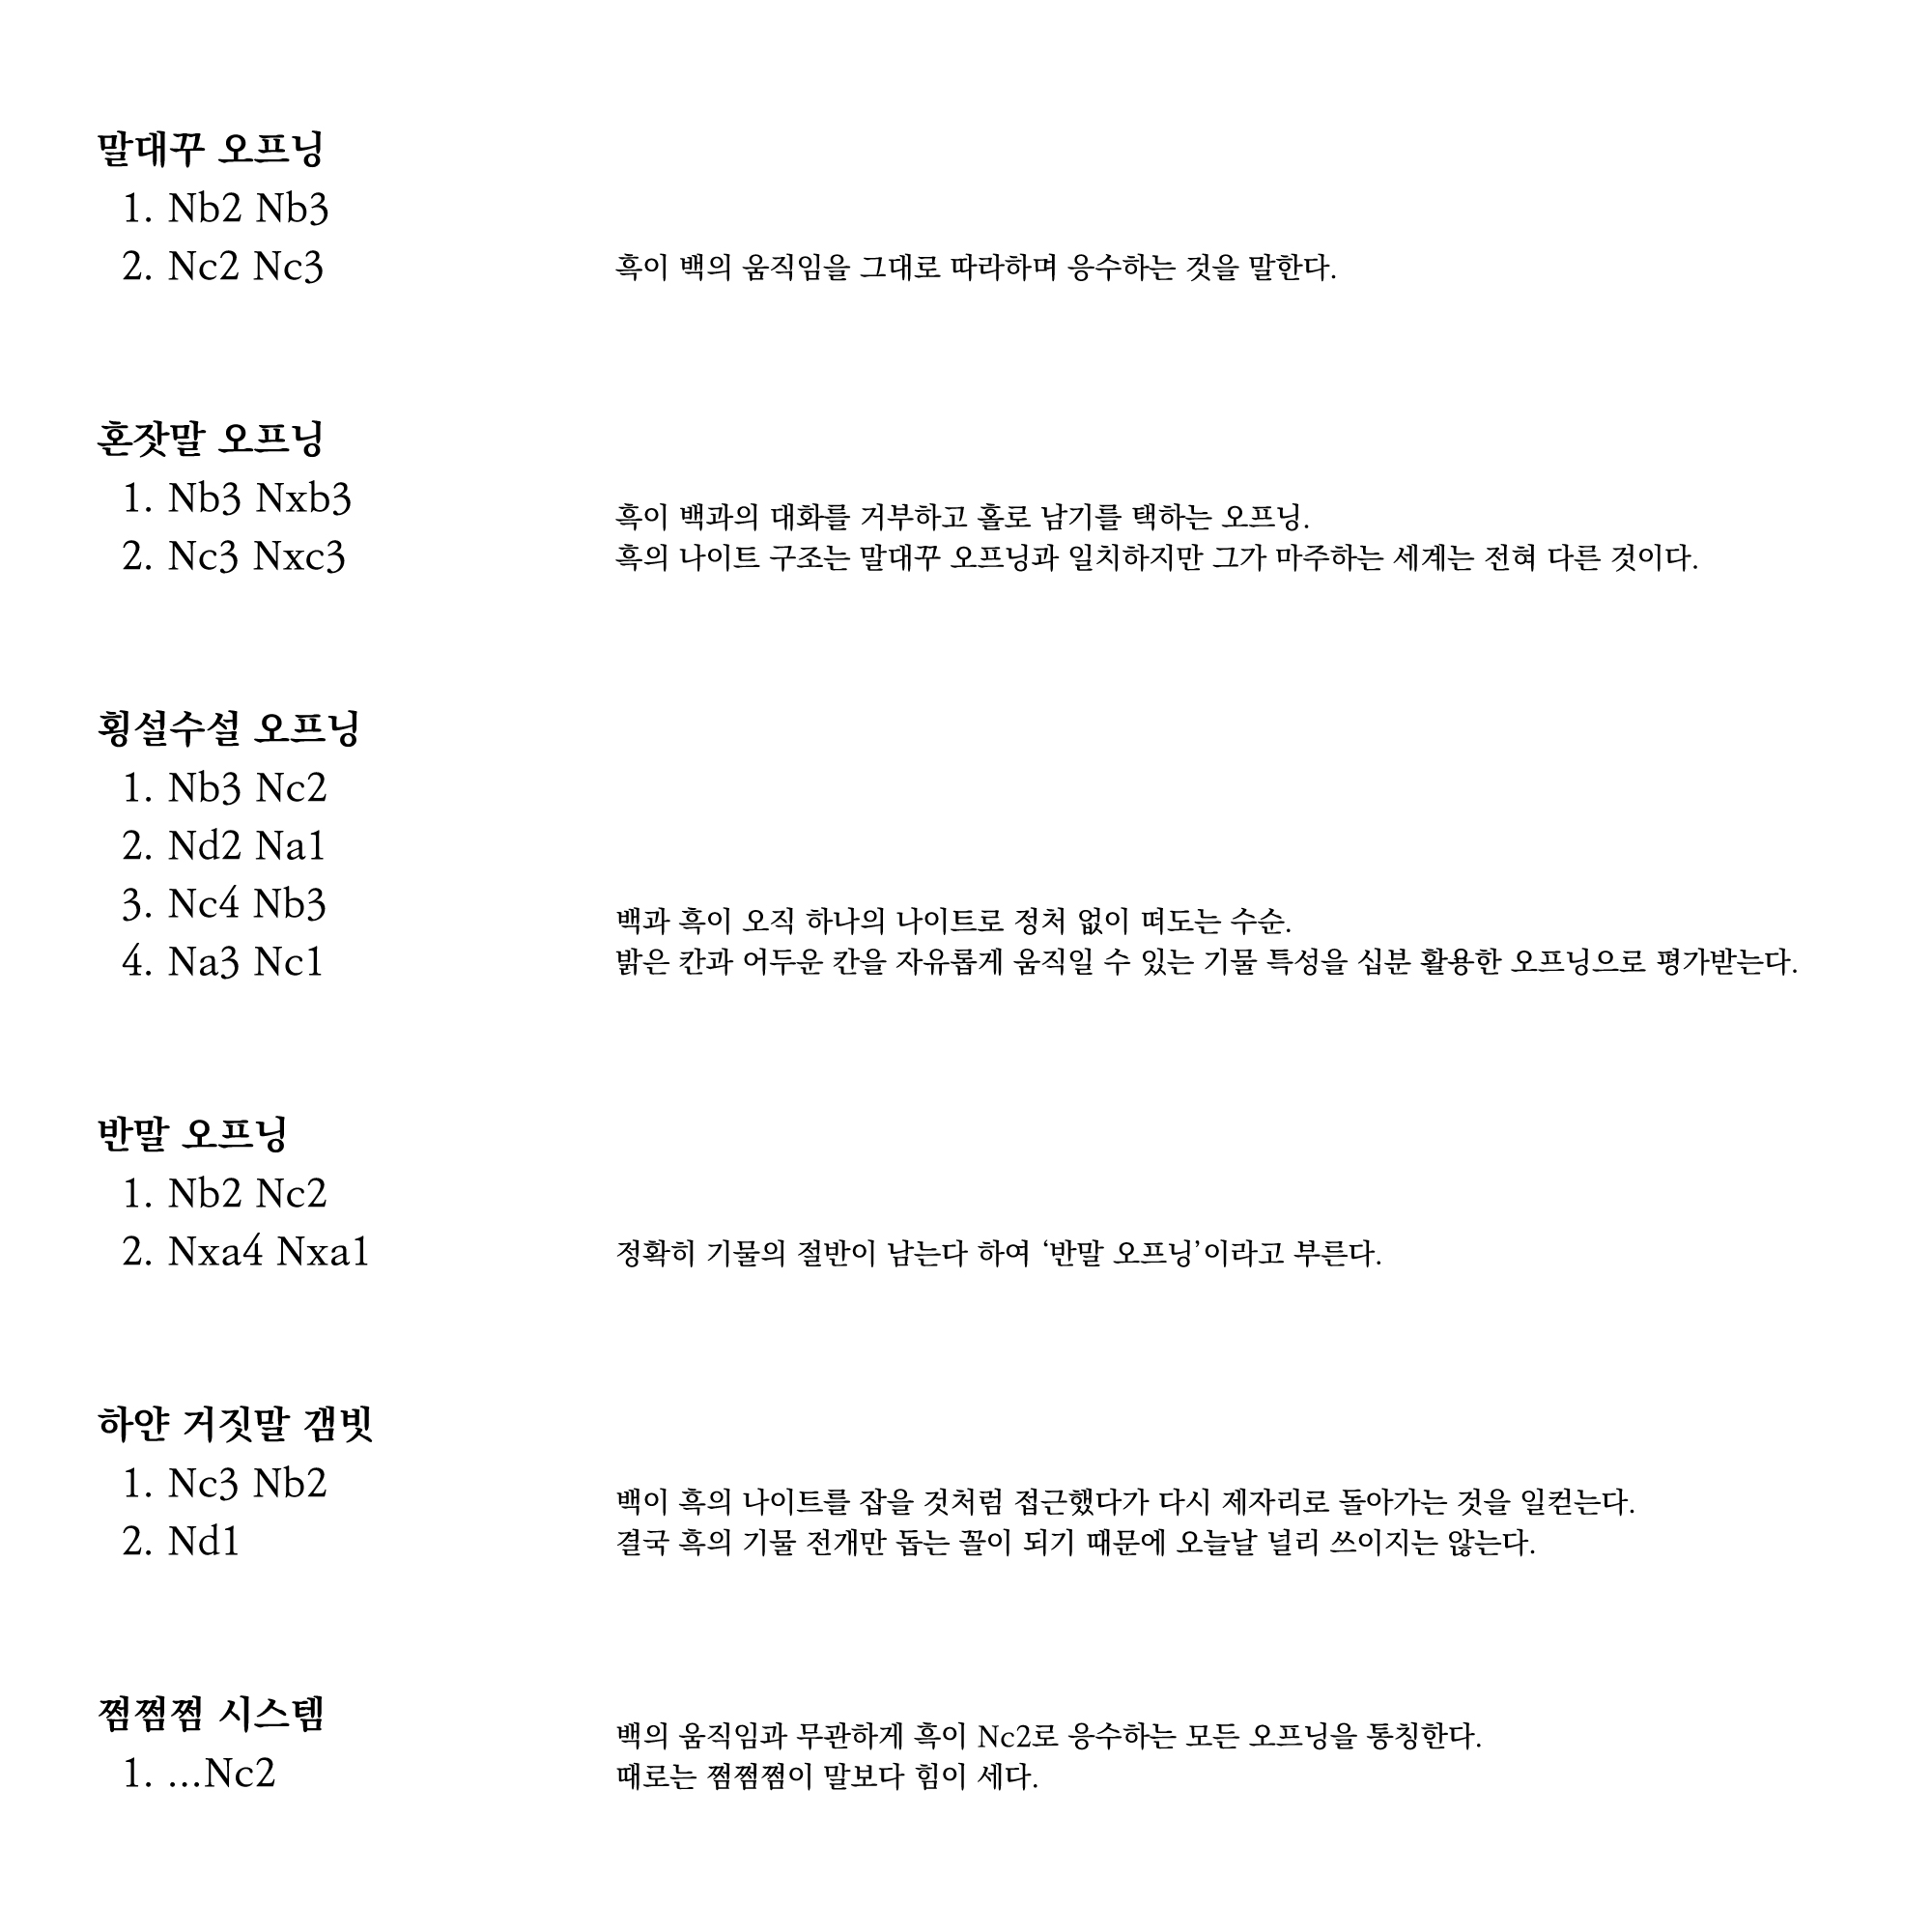 말대꾸 오프닝
1. Nb2 Nb3
2. Nc2 Nc3
흑이 백의 움직임을 그대로 따라하며 응수하는 것을 말한다.
혼잣말 오프닝
1. Nb3 Nxb3
2. Nc3 Nxc3
흑이 백과의 대화를 거부하고 홀로 남기를 택하는 오프닝.
흑의 나이트 구조는 말대꾸 오프닝과 일치하지만 그가 마주하는 세계는 전혀 다른 것이다.
횡설수설 오프닝
1. Nb3 Nc2
2. Nd2 Na1
3. Nc4 Nb3
4. Na3 Nc1
백과 흑이 오직 하나의 나이트로 정처 없이 떠도는 수순.
밝은 칸과 어두운 칸을 자유롭게 움직일 수 있는 기물 특성을 십분 활용한 오프닝으로 평가받는다.
반말 오프닝
1. Nb2 Nc2
2. Nxa4 Nxa1
정확히 기물의 절반이 남는다 하여 ‘반말 오프닝’이라고 부른다.
하얀 거짓말 갬빗
1. Nc3 Nb2
2. Nd1
백이 흑의 나이트를 잡을 것처럼 접근했다가 다시 제자리로 돌아가는 것을 일컫는다.
결국 흑의 기물 전개만 돕는 꼴이 되기 때문에 오늘날 널리 쓰이지는 않는다.
쩜쩜쩜 시스템
1. ...Nc2
백의 움직임과 무관하게 흑이 Nc2로 응수하는 모든 오프닝을 통칭한다.
때로는 쩜쩜쩜이 말보다 힘이 세다.